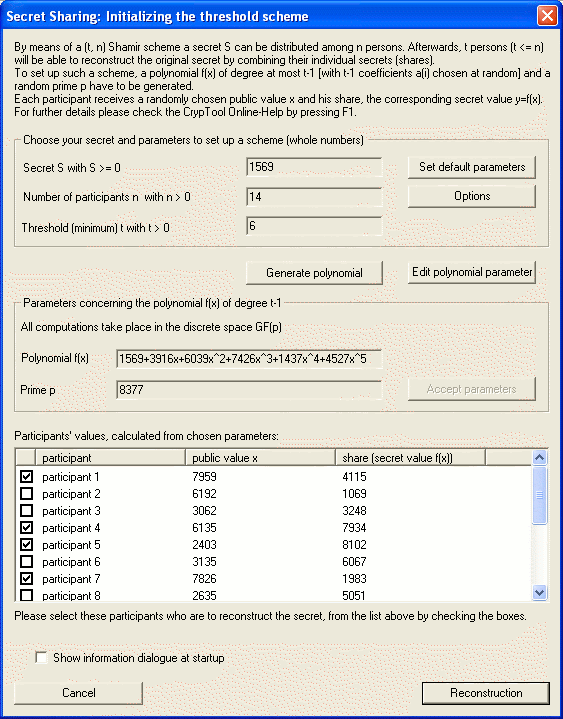 Secret Sharing: Initializing the threshold scheme
By means of a (t, n) Shamir scheme a secret S can be distributed among n persons. Afterwards, t persons (t <= n)
will be able to reconstruct the original secret by combining their individual secrets (shares).
To set up such a scheme, a polynomial f(x) of degree at most t-1 [with t-1 coefficients a(i) chosen at random] and a
random prime p have to be generated.
Each participant receives a randomly chosen public value x and his share, the corresponding secret value y=f(x).
For further details please check the CrypTool Online-Help by pressing F1.
Choose your secret and parameters to set up a scheme (whole numbers)
Secret S with S >= 0 1569 Set default parameters
Number of participants n with n > 0 14 Options
Threshold (minimum) t with t > 0 6
Generate polynomial Edit polynomial parameter
Parameters concerning the polynomial f(x) of degree t-1
All computations take place in the discrete space GF(p)
Polynomial f(x) 1569+3916x+6039x^2+7426x^3+1437x^4+4527x^5
Prime p 8377 Accept parameters
Participants' values, calculated from chosen parameters:
participant public value x share (secret value f(x))
participant 1 7959 4115
participant 2 6192 1069
participant 3 3062 3248
participant 4 6135 7934
participant 5 2403 8102
participant 6 3135 6067
participant 7 7826 1983
participant 8 2635 5051
Please select these participants who are to reconstruct the secret, from the list above by checking the boxes.
Show information dialogue at startup
Cancel Reconstruction